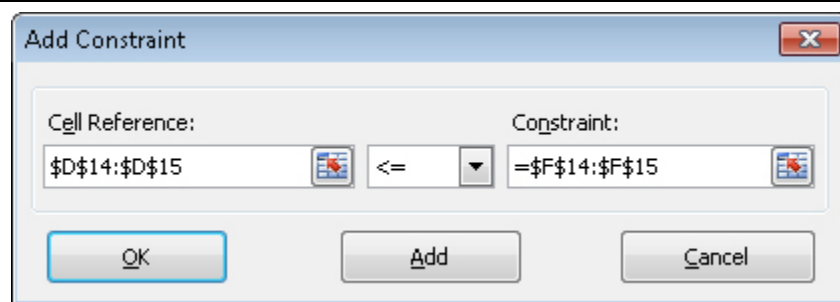 Add Constraint
Cell Reference:
Constraint:
$D$14:$D$15
<=
=$F$14:$F$15
OK
Add
Cancel